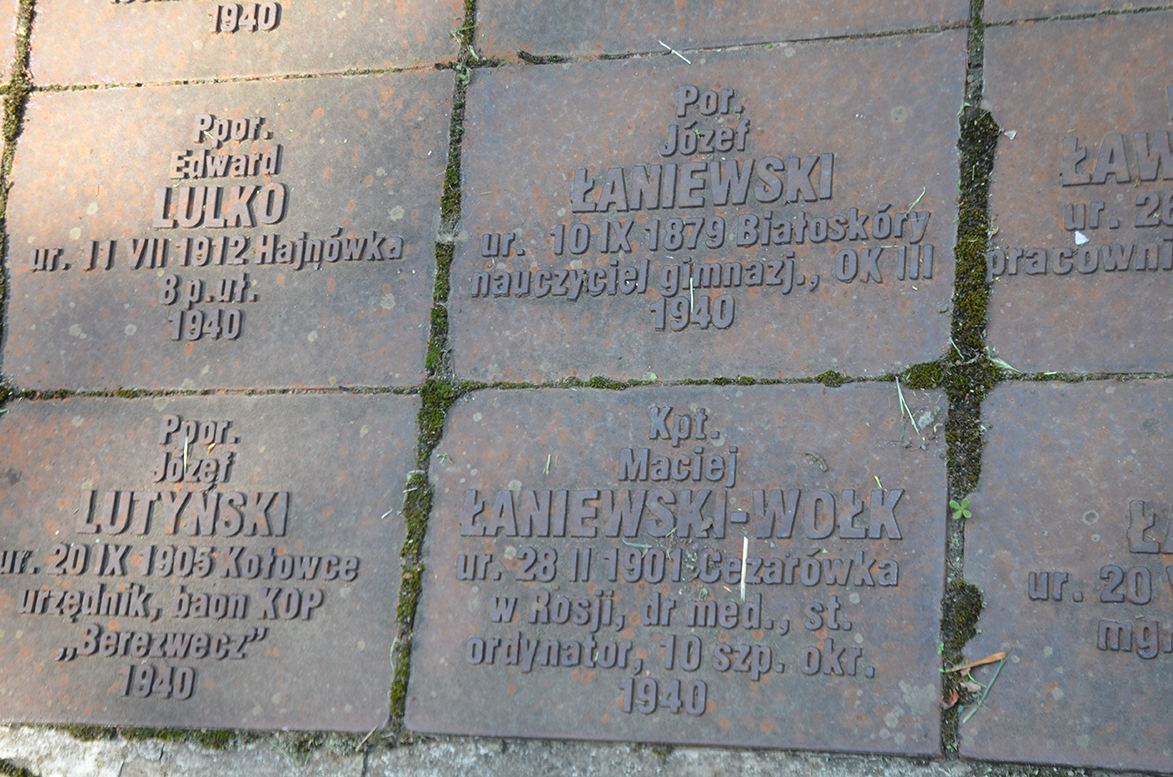 1940
Ppor.
Edward
LULKO
ur. 11 VII 1912 Hajnówka
8 p.uł.
1940
Por.
Józef
ŁANIEWSKI
ur. 10 IX 1879 Białoskóry
nauczyciel gimnazj., OK III
1940
ur. 2
Ppor.
Józef
LUTYŃSKI
ur. 20 IX 1905 Kotowce
urzędnik, baon KOP
„Berezwecz”
1940
Kpt.
Maciej
ŁANIEWSKI-WOŁK
ur. 28 II 1901 Cezarówka
w Rosji, dr med., st.
ordynator, 10 szp. okr.
1940
ur. 20